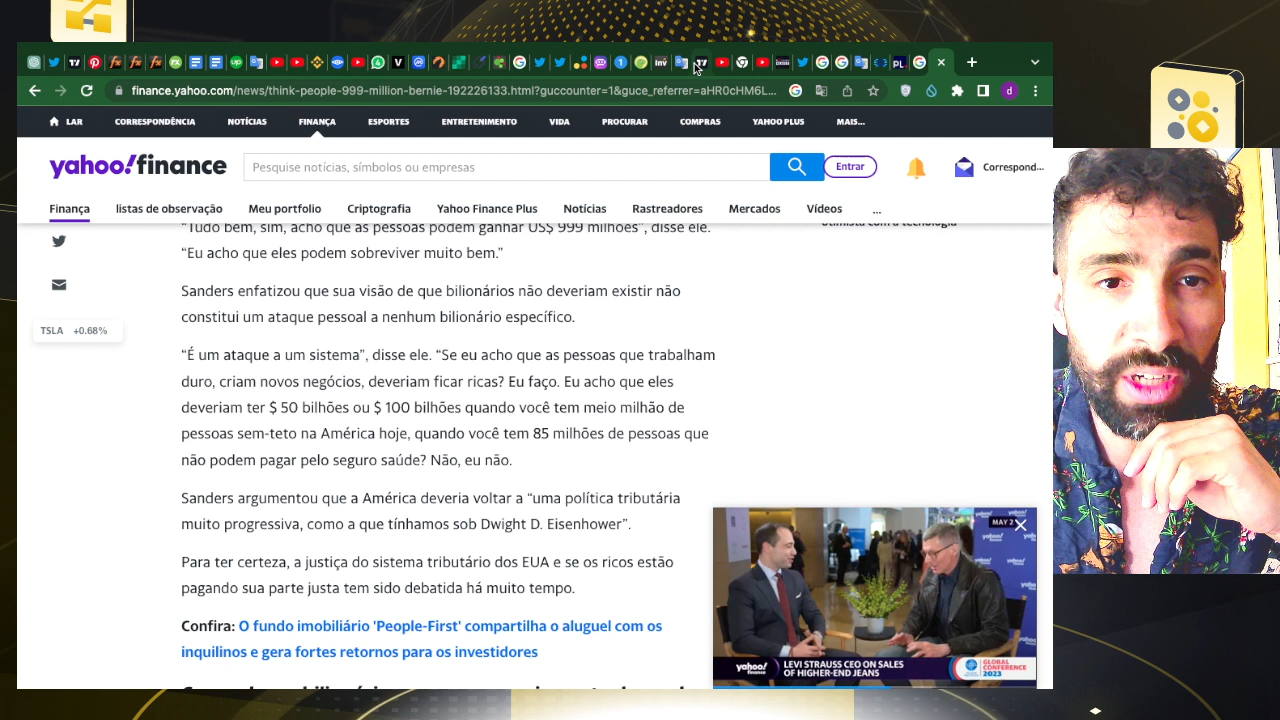 finance.yahoo.com/news/think-people-999-million-bernie-192226133.html?guccounter=1&guce_referrer=aHR0cHM6L...
LAR CORRESPONDÊNCIA NOTÍCIAS FINANÇA ESPORTES ENTRETENIMENTO VIDA PROCURAR COMPRAS YAHOO PLUS MAIS...
yahoo!finance
Pesquise notícias, símbolos ou empresas
Entrar
Correspond...
Finança listas de observação Meu portfolio Criptografia Yahoo Finance Plus Notícias Rastreadores Mercados Vídeos ...
"Tudo bem, sim, acho que as pessoas podem ganhar US$ 999 milhões", disse ele.
“Eu acho que eles podem sobreviver muito bem.”
Sanders enfatizou que sua visão de que bilionários não deveriam existir não
constitui um ataque pessoal a nenhum bilionário específico.
TSLA +0.68%
“É um ataque a um sistema”, disse ele. “Se eu acho que as pessoas que trabalham
duro, criam novos negócios, deveriam ficar ricas? Eu faço. Eu acho que eles
deveriam ter $ 50 bilhões ou $ 100 bilhões quando você tem meio milhão de
pessoas sem-teto na América hoje, quando você tem 85 milhões de pessoas que
não podem pagar pelo seguro saúde? Não, eu não.
Sanders argumentou que a América deveria voltar a “uma política tributária
muito progressiva, como a que tínhamos sob Dwight D. Eisenhower”.
Para ter certeza, a justiça do sistema tributário dos EUA e se os ricos estão
pagando sua parte justa tem sido debatida há muito tempo.
Confira: O fundo imobiliário 'People-First' compartilha o aluguel com os
inquilinos e gera fortes retornos para os investidores
MAY 2
yahoo!
finance
LEVI STRAUSS CEO ON SALES
OF HIGHER-END JEANS
GLOBAL
CONFERENCE
2023